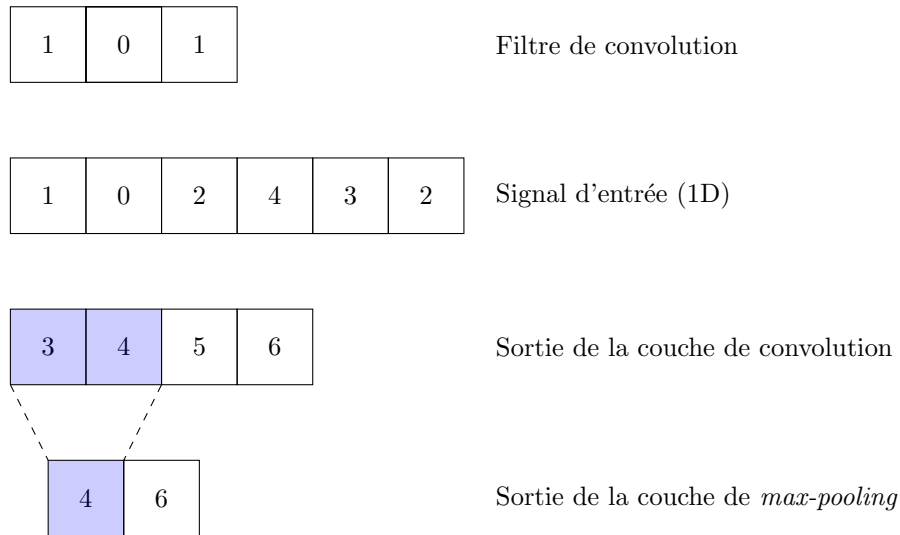 1 0 1 Filtre de convolution
1 0 2 4 3 2 Signal d'entrée (1D)
3 4 5 6 Sortie de la couche de convolution
4 6 Sortie de la couche de max-pooling